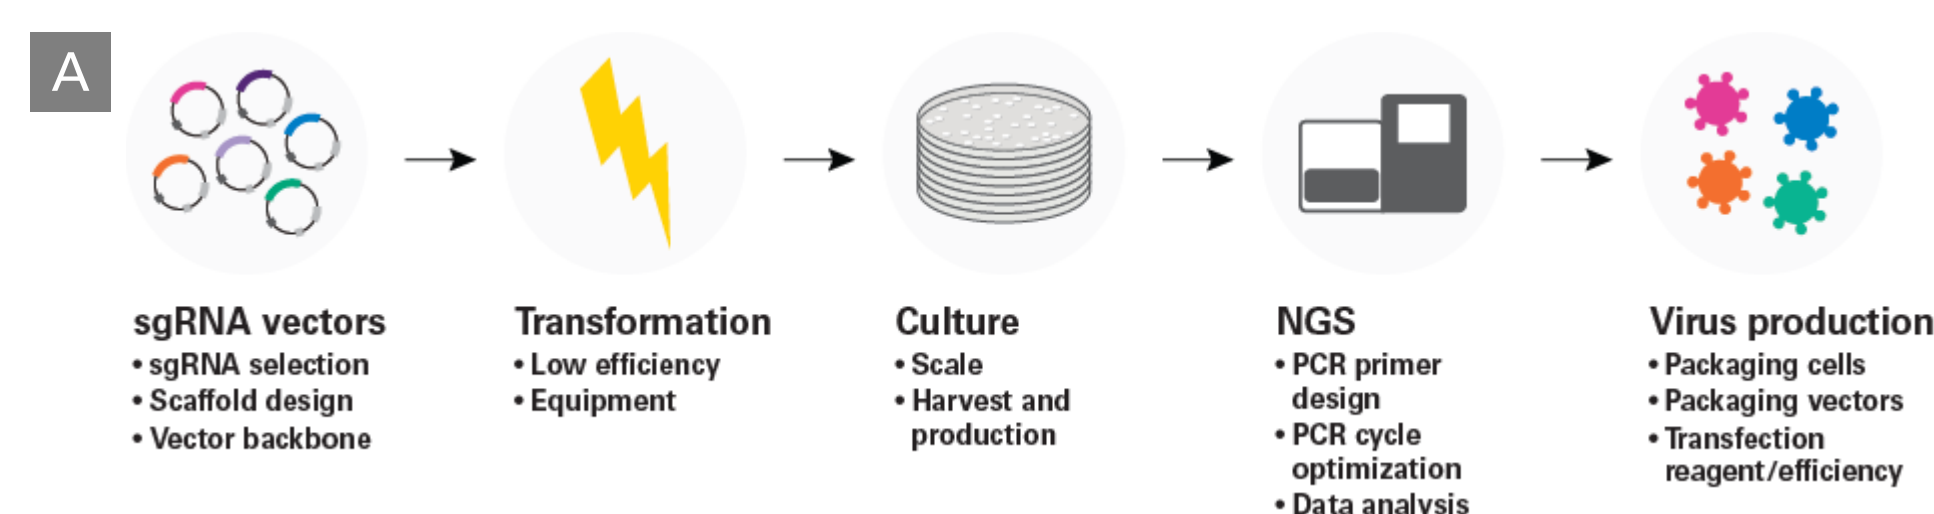 A
sgRNA vectors
• sgRNA selection
• Scaffold design
• Vector backbone
Transformation
• Low efficiency
• Equipment
Culture
• Scale
• Harvest and
production
NGS
• PCR primer
design
• PCR cycle
optimization
• Data analysis
Virus production
• Packaging cells
• Packaging vectors
• Transfection
reagent/efficiency